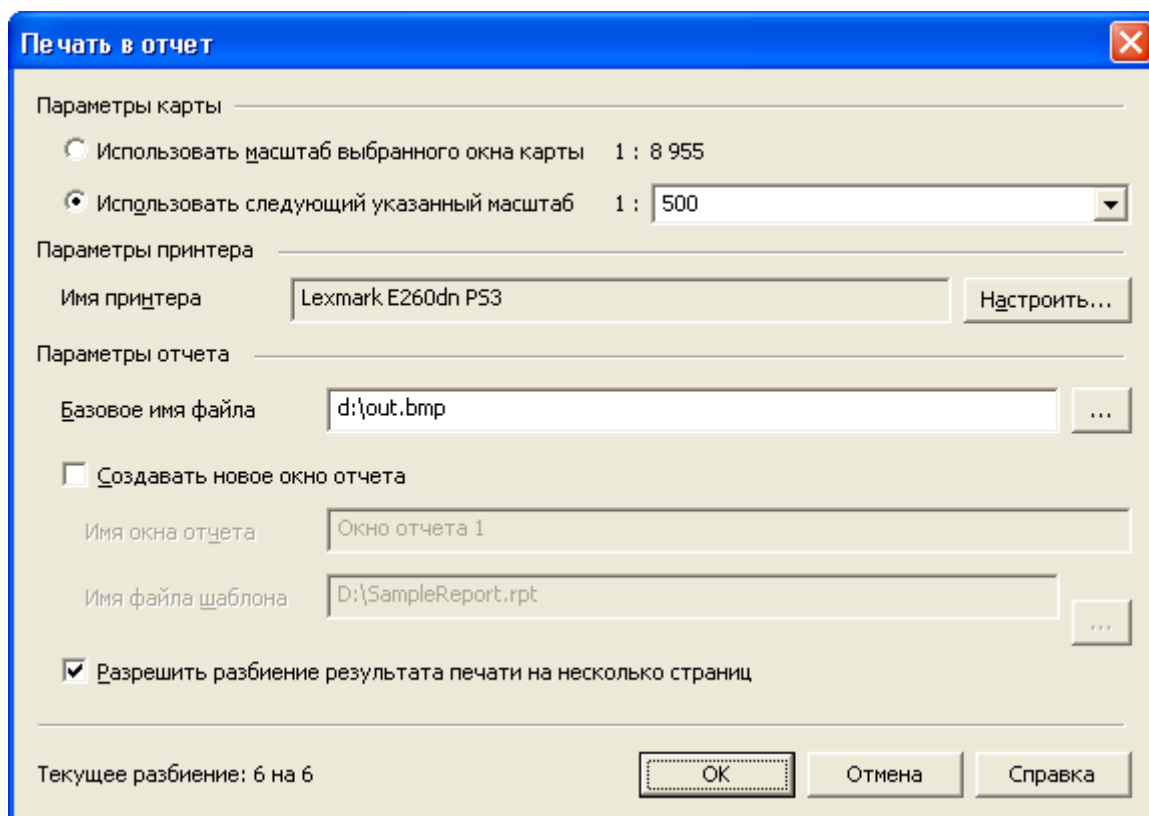 Печать в отчет
Параметры карты
Использовать масштаб выбранного окна карты 1 : 8 955
Использовать следующий указанный масштаб 1 : 500
Параметры принтера
Имя принтера Lexmark E260dn PS3 Настроить...
Параметры отчета
Базовое имя файла d:\out.bmp ...
Создавать новое окно отчета
Имя окна отчета Окно отчета 1
Имя файла шаблона D:\SampleReport.rpt ...
Разрешить разбиение результата печати на несколько страниц
Текущее разбиение: 6 на 6 OK Отмена Справка